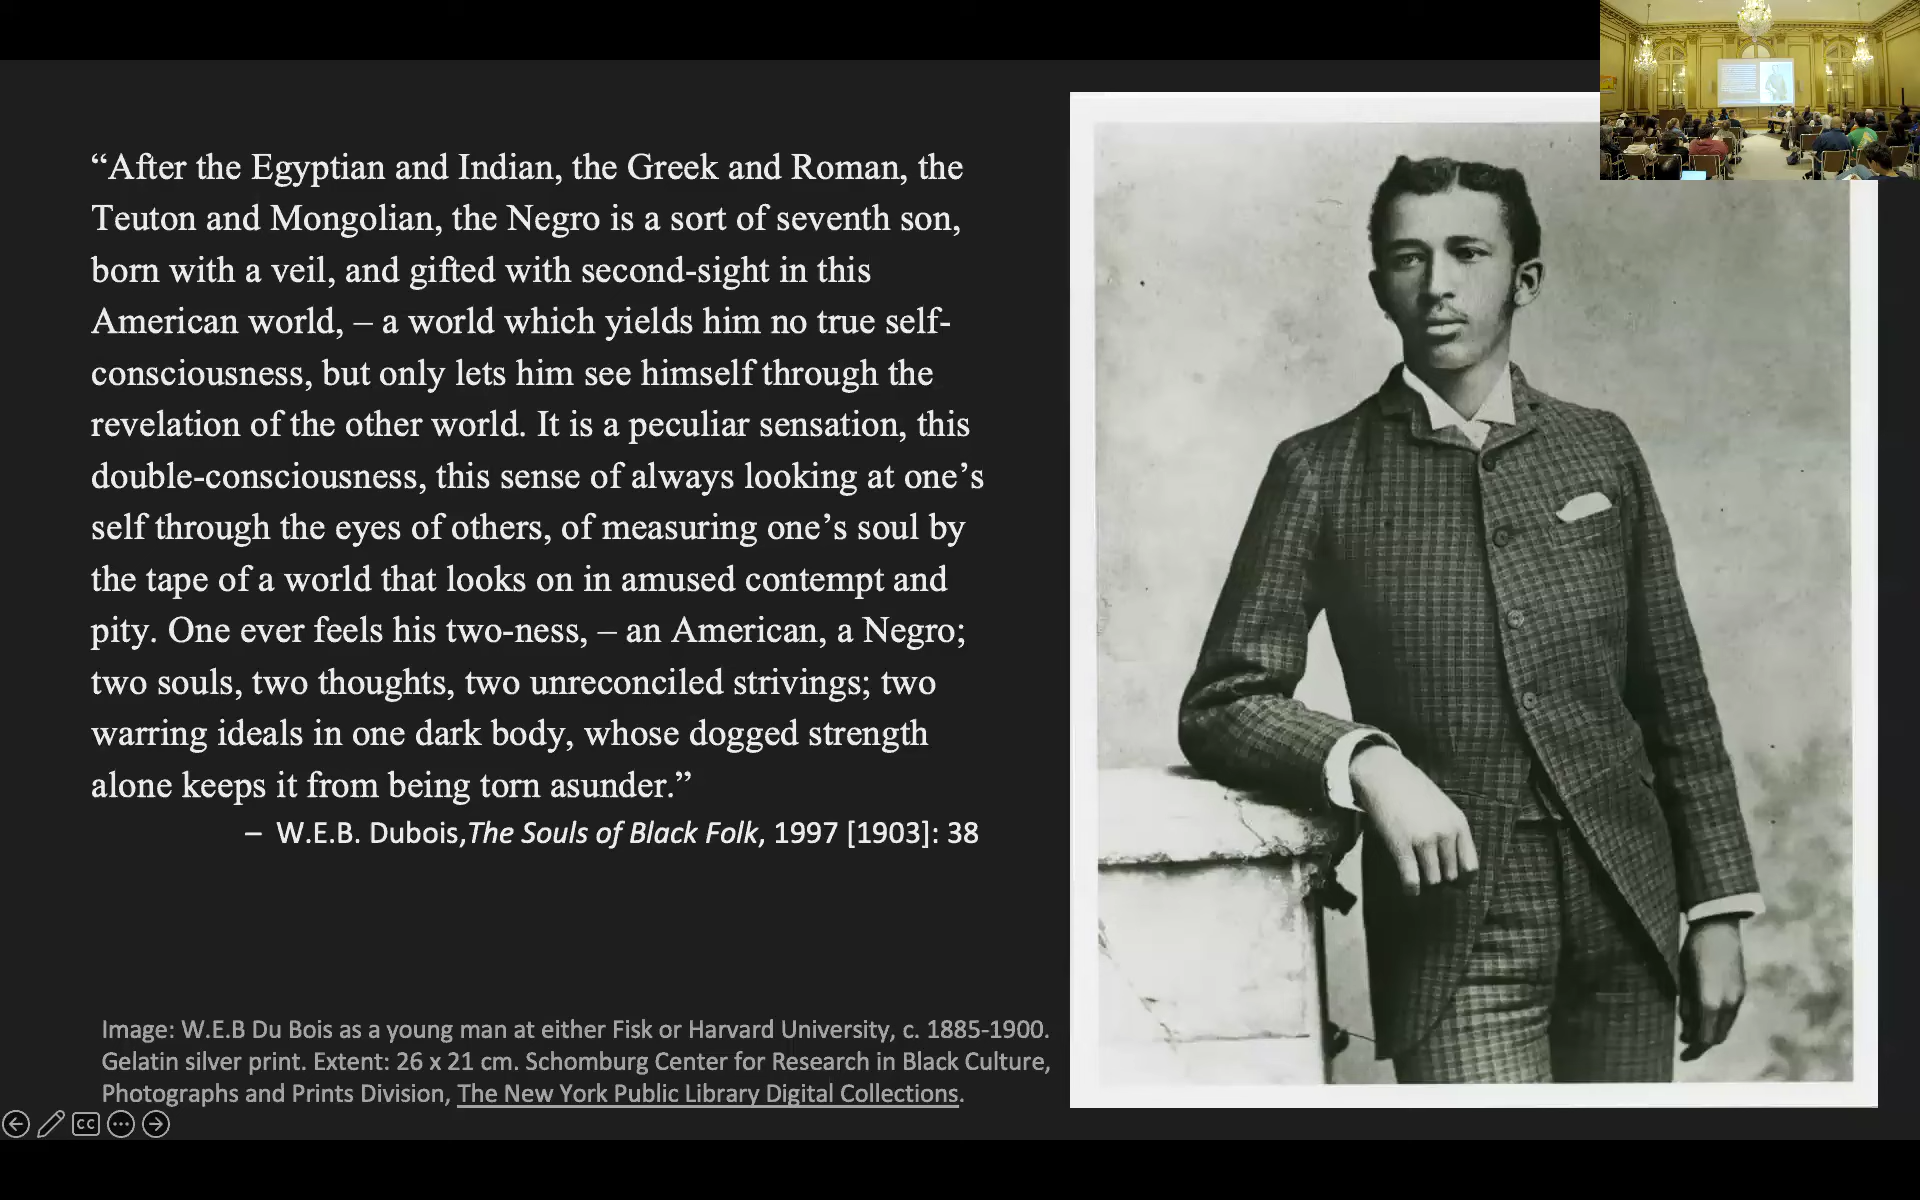 “After the Egyptian and Indian, the Greek and Roman, the
Teuton and Mongolian, the Negro is a sort of seventh son,
born with a veil, and gifted with second-sight in this
American world, – a world which yields him no true self-
consciousness, but only lets him see himself through the
revelation of the other world. It is a peculiar sensation, this
double-consciousness, this sense of always looking at one’s
self through the eyes of others, of measuring one’s soul by
the tape of a world that looks on in amused contempt and
pity. One ever feels his two-ness, – an American, a Negro;
two souls, two thoughts, two unreconciled strivings; two
warring ideals in one dark body, whose dogged strength
alone keeps it from being torn asunder.”
– W.E.B. Dubois,The Souls of Black Folk, 1997 [1903]: 38
Image: W.E.B Du Bois as a young man at either Fisk or Harvard University, c. 1885-1900.
Gelatin silver print. Extent: 26 x 21 cm. Schomburg Center for Research in Black Culture,
Photographs and Prints Division, The New York Public Library Digital Collections.
CC